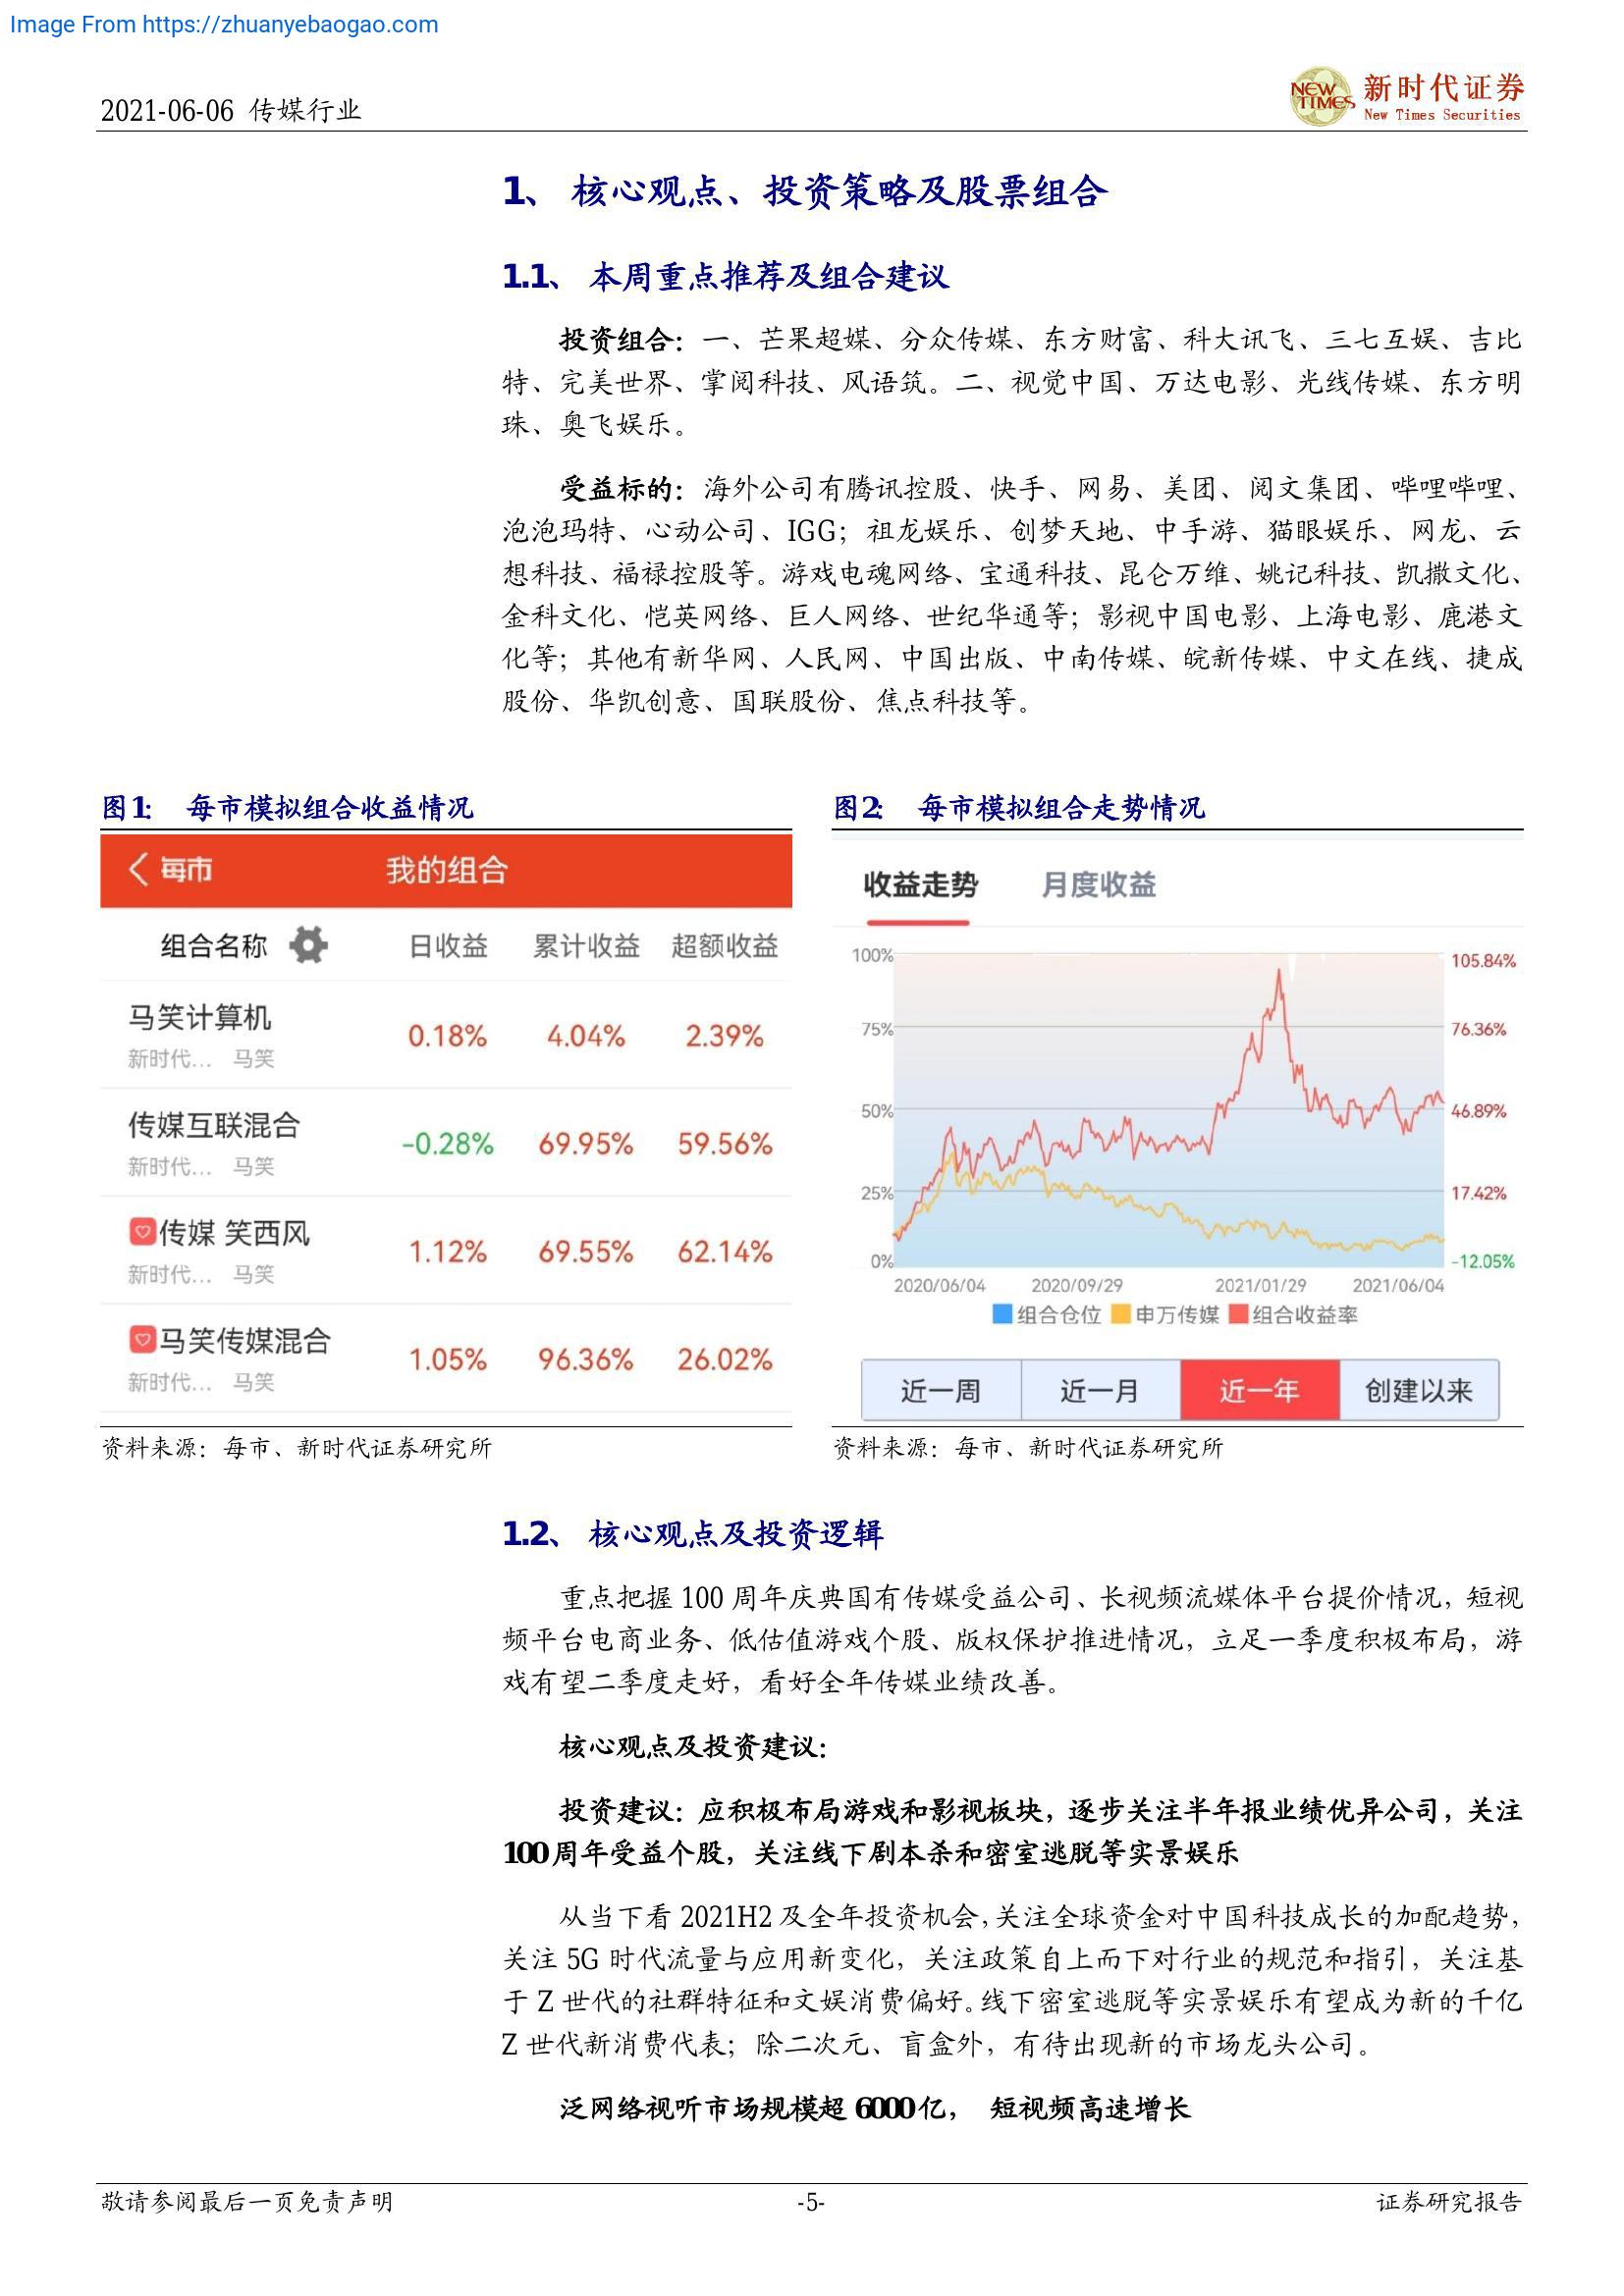 Image From https://zhuanyebaogao.com
2021-06-06 传媒行业
NEW TIMES
新时代证券
New Times Securities
1、 核心观点、投资策略及股票组合
1.1、 本周重点推荐及组合建议
投资组合：一、芒果超媒、分众传媒、东方财富、科大讯飞、三七互娱、吉比
特、完美世界、掌阅科技、风语筑。二、视觉中国、万达电影、光线传媒、东方明
珠、奥飞娱乐。
受益标的：海外公司有腾讯控股、快手、网易、美团、阅文集团、哔哩哔哩、
泡泡玛特、心动公司、IGG；祖龙娱乐、创梦天地、中手游、猫眼娱乐、网龙、云
想科技、福禄控股等。游戏电魂网络、宝通科技、昆仑万维、姚记科技、凯撒文化、
金科文化、恺英网络、巨人网络、世纪华通等；影视中国电影、上海电影、鹿港文
化等；其他有新华网、人民网、中国出版、中南传媒、皖新传媒、中文在线、捷成
股份、华凯创意、国联股份、焦点科技等。
图1： 每市模拟组合收益情况
每市 我的组合
组合名称 日收益 累计收益 超额收益
马笑计算机 0.18% 4.04% 2.39%
新时代... 马笑
传媒互联混合 -0.28% 69.95% 59.56%
新时代... 马笑
传媒 笑西风 1.12% 69.55% 62.14%
新时代... 马笑
马笑传媒混合 1.05% 96.36% 26.02%
新时代... 马笑
资料来源：每市、新时代证券研究所
图2： 每市模拟组合走势情况
收益走势 月度收益
100% 105.84%
75% 76.36%
50% 46.89%
25% 17.42%
0% -12.05%
2020/06/04 2020/09/29 2021/01/29 2021/06/04
组合仓位 申万传媒 组合收益率
近一周 近一月 近一年 创建以来
资料来源：每市、新时代证券研究所
1.2、 核心观点及投资逻辑
重点把握 100 周年庆典国有传媒受益公司、长视频流媒体平台提价情况，短视
频平台电商业务、低估值游戏个股、版权保护推进情况，立足一季度积极布局，游
戏有望二季度走好，看好全年传媒业绩改善。
核心观点及投资建议：
投资建议：应积极布局游戏和影视板块，逐步关注半年报业绩优异公司，关注
100周年受益个股，关注线下剧本杀和密室逃脱等实景娱乐
从当下看 2021H2 及全年投资机会，关注全球资金对中国科技成长的加配趋势，
关注 5G 时代流量与应用新变化，关注政策自上而下对行业的规范和指引，关注基
于 Z 世代的社群特征和文娱消费偏好。线下密室逃脱等实景娱乐有望成为新的千亿
Z 世代新消费代表；除二次元、盲盒外，有待出现新的市场龙头公司。
泛网络视听市场规模超 6000亿， 短视频高速增长
敬请参阅最后一页免责声明 -5- 证券研究报告